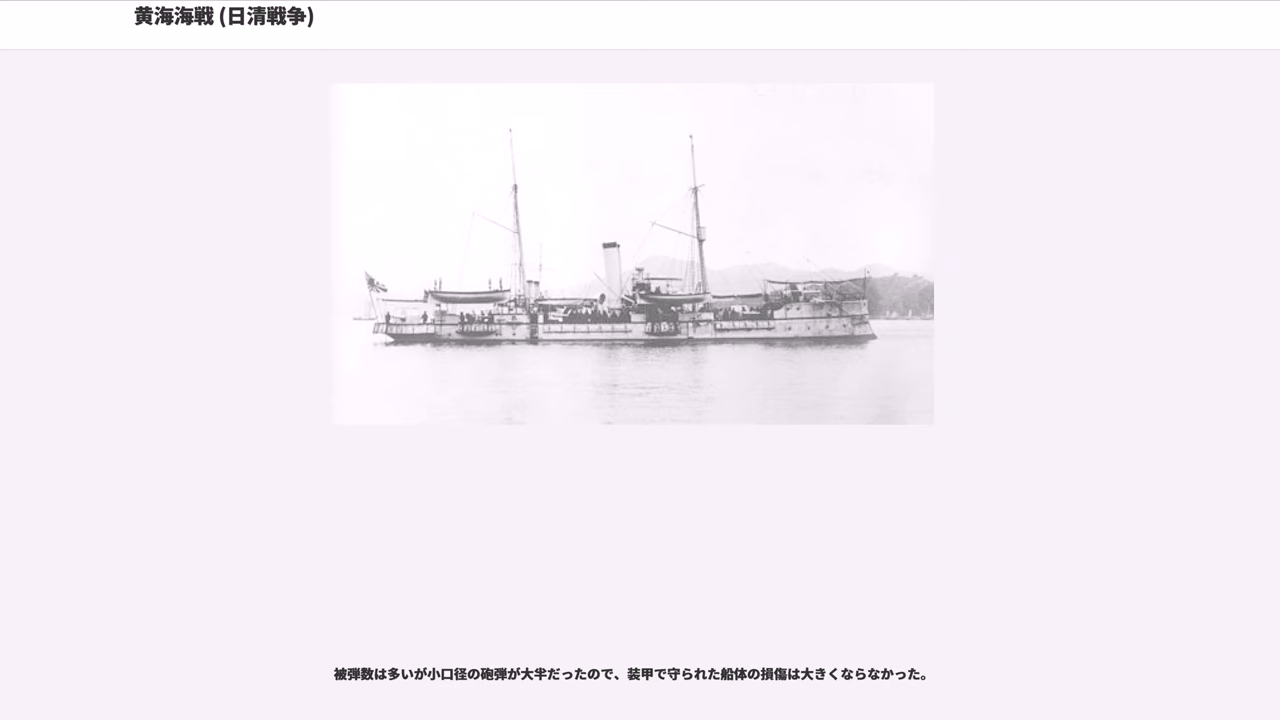 黄海海戦 (日清戦争)
被弾数は多いが小口径の砲弾が大半だったので、装甲で守られた船体の損傷は大きくならなかった。